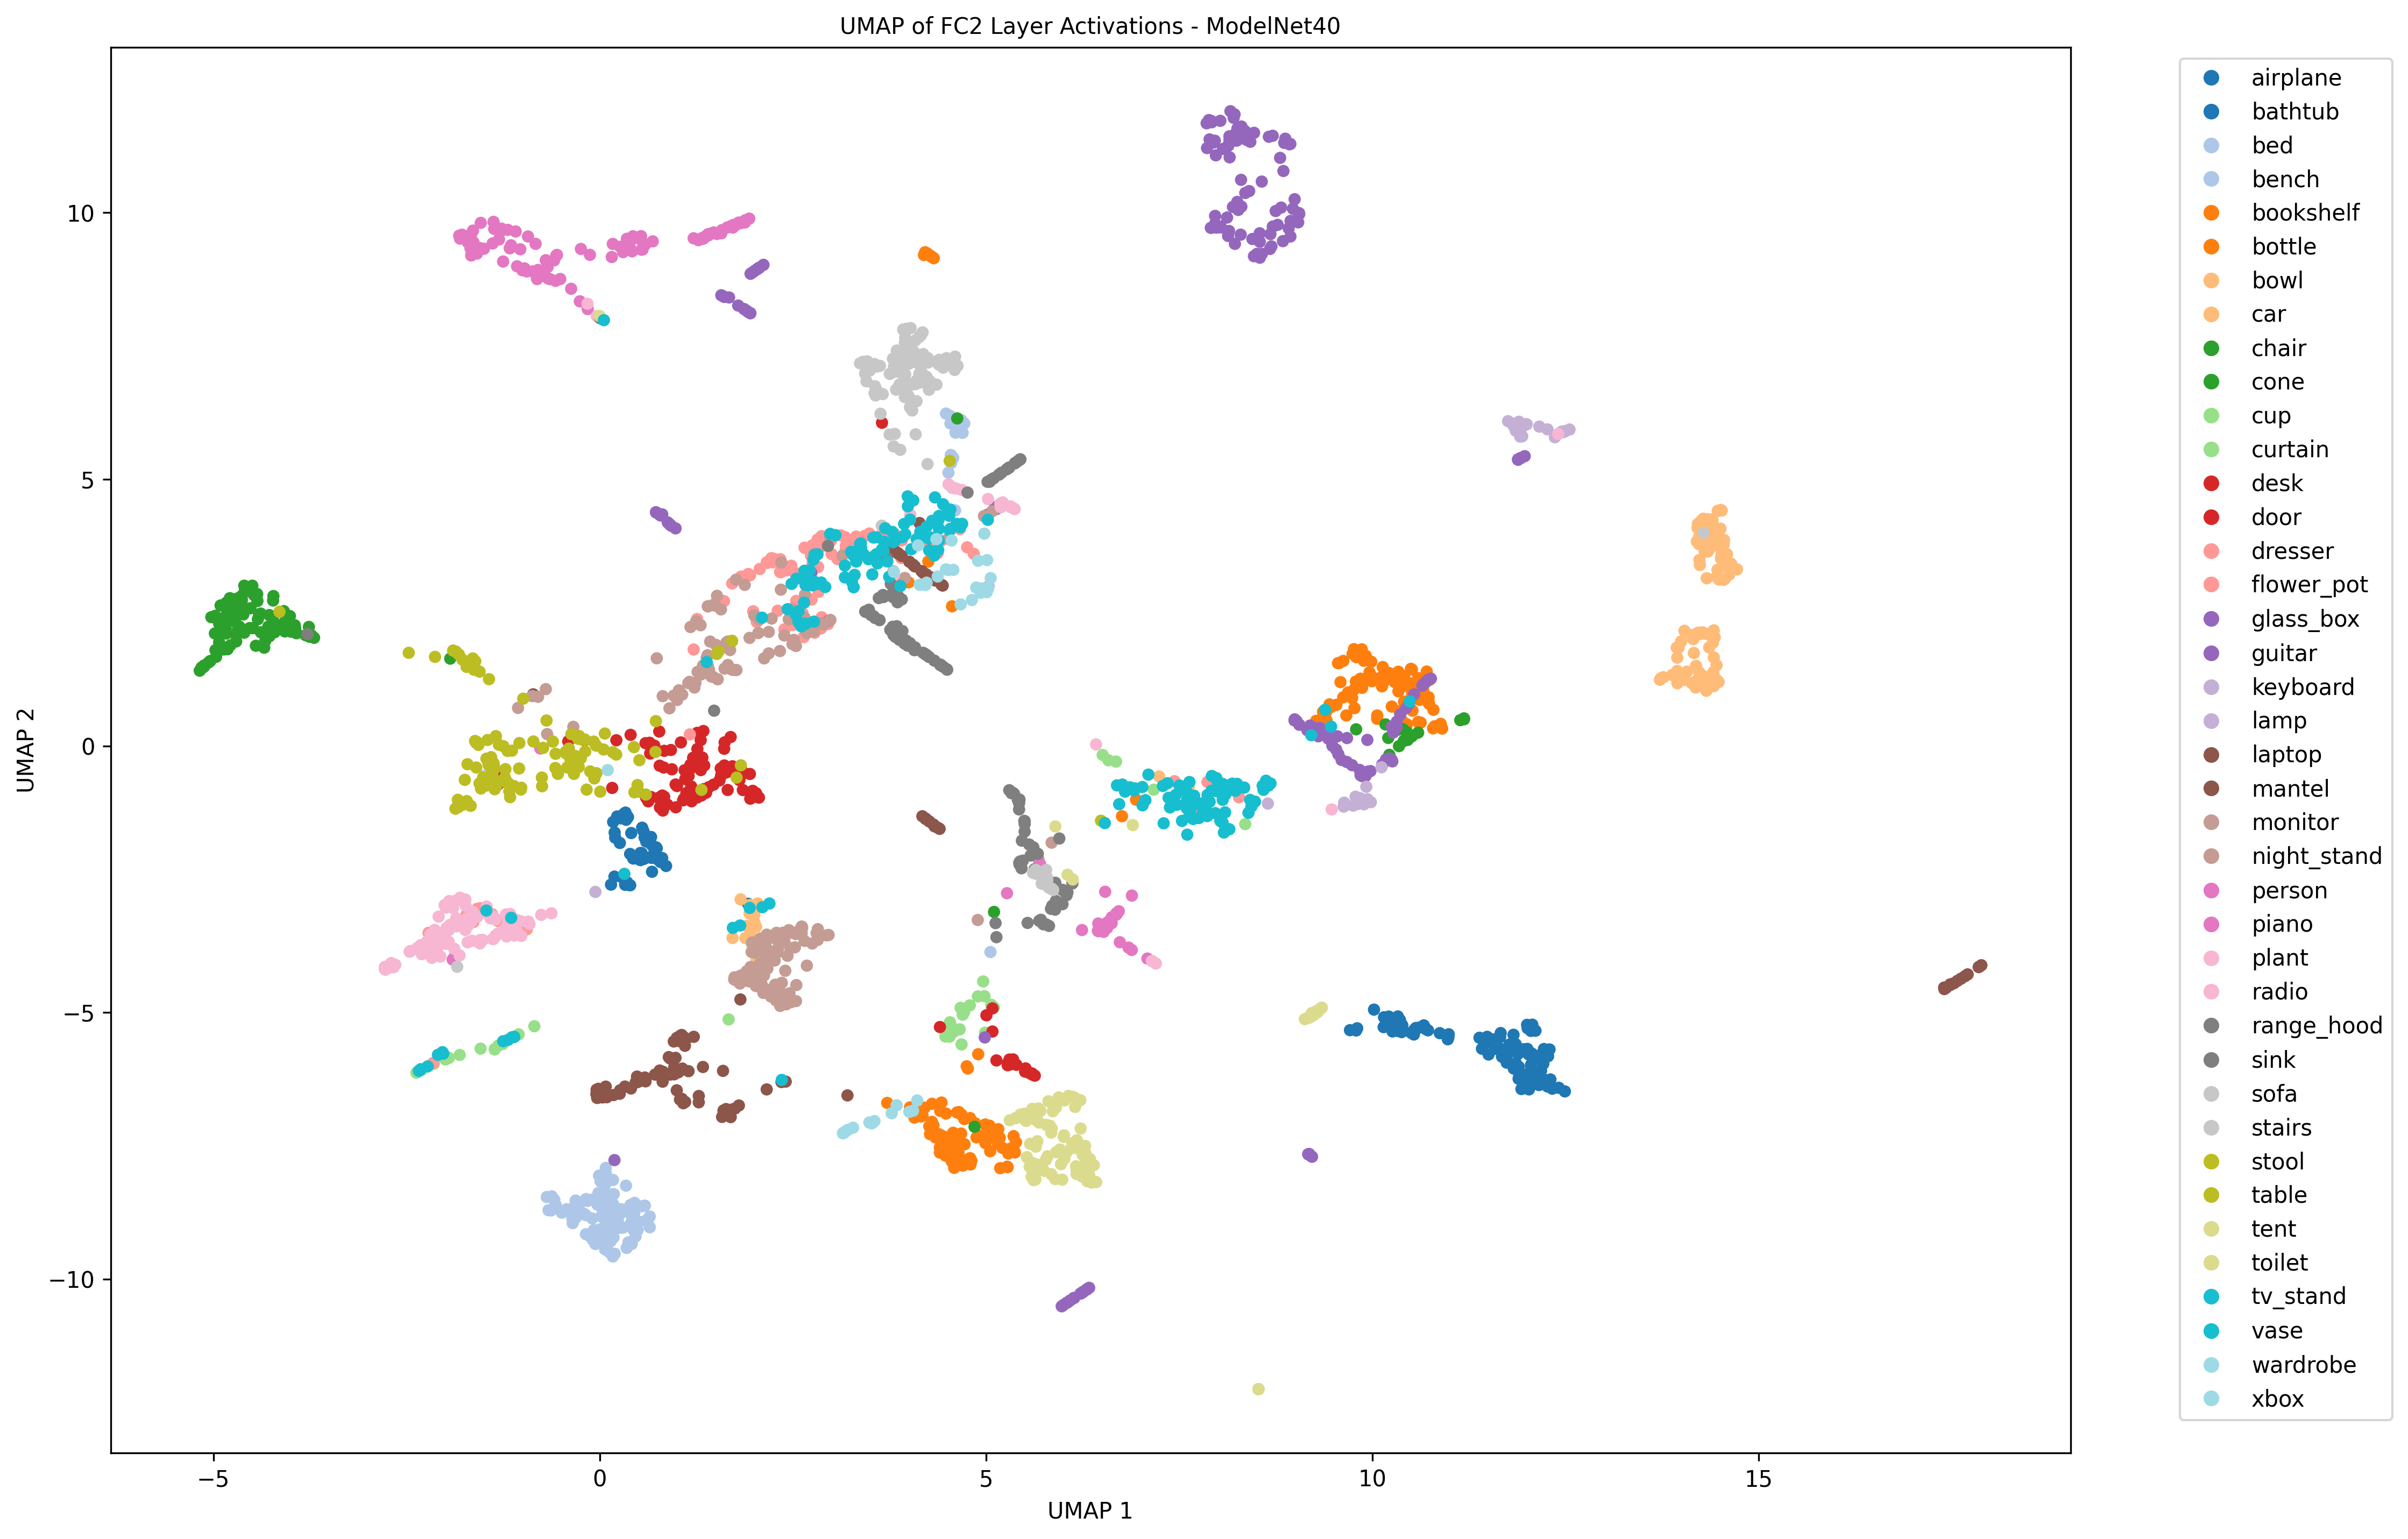 UMAP of FC2 Layer Activations - ModelNet40
10
5
0
−5
−10
UMAP 2
−5
0
5
10
15
UMAP 1
airplane
bathtub
bed
bench
bookshelf
bottle
bowl
car
chair
cone
cup
curtain
desk
door
dresser
flower_pot
glass_box
guitar
keyboard
lamp
laptop
mantel
monitor
night_stand
person
piano
plant
radio
range_hood
sink
sofa
stairs
stool
table
tent
toilet
tv_stand
vase
wardrobe
xbox